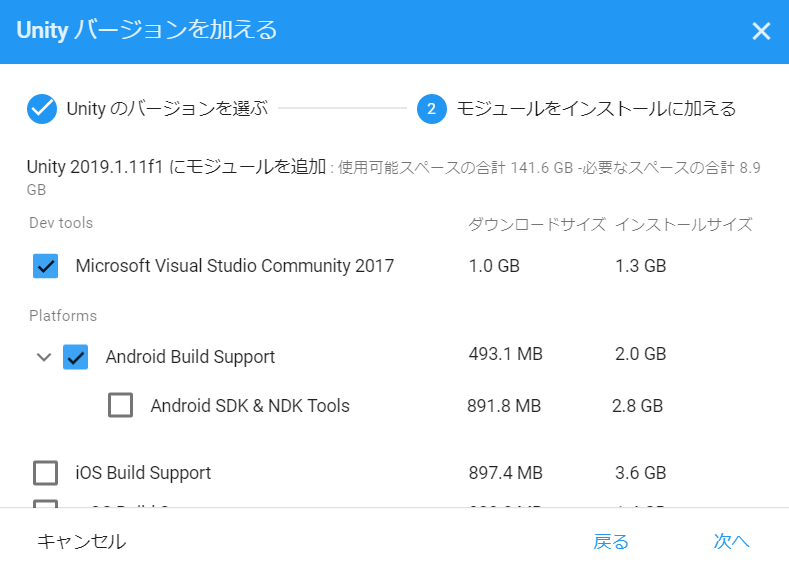 Unity バージョンを加える
Unity のバージョンを選ぶ
2 モジュールをインストールに加える
Unity 2019.1.11f1 にモジュールを追加 : 使用可能スペースの合計 141.6 GB -必要なスペースの合計 8.9
GB
Dev tools ダウンロードサイズ インストールサイズ
Microsoft Visual Studio Community 2017 1.0 GB 1.3 GB
Platforms
Android Build Support 493.1 MB 2.0 GB
Android SDK & NDK Tools 891.8 MB 2.8 GB
iOS Build Support 897.4 MB 3.6 GB
キャンセル 戻る 次へ